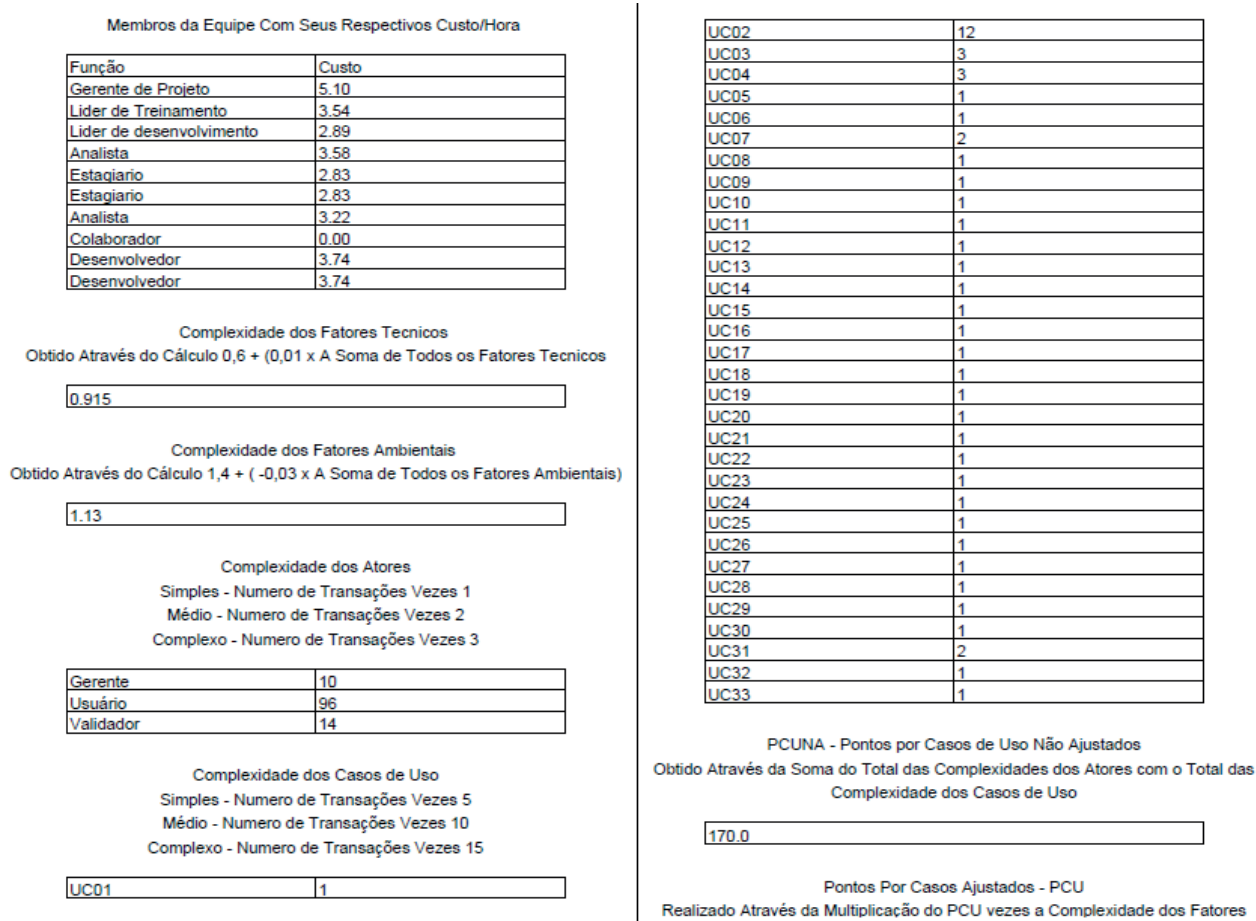 Membros da Equipe Com Seus Respectivos Custo/Hora
Função Custo
Gerente de Projeto 5.10
Lider de Treinamento 3.54
Lider de desenvolvimento 2.89
Analista 3.58
Estagiario 2.83
Estagiario 2.83
Analista 3.22
Colaborador 0.00
Desenvolvedor 3.74
Desenvolvedor 3.74
Complexidade dos Fatores Tecnicos
Obtido Através do Cálculo 0,6 + (0,01 x A Soma de Todos os Fatores Tecnicos
0.915
Complexidade dos Fatores Ambientais
Obtido Através do Cálculo 1,4 + ( -0,03 x A Soma de Todos os Fatores Ambientais)
1.13
Complexidade dos Atores
Simples - Numero de Transações Vezes 1
Médio - Numero de Transações Vezes 2
Complexo - Numero de Transações Vezes 3
Gerente 10
Usuário 96
Validador 14
Complexidade dos Casos de Uso
Simples - Numero de Transações Vezes 5
Médio - Numero de Transações Vezes 10
Complexo - Numero de Transações Vezes 15
UC01 1
UC02 12
UC03 3
UC04 3
UC05 1
UC06 1
UC07 2
UC08 1
UC09 1
UC10 1
UC11 1
UC12 1
UC13 1
UC14 1
UC15 1
UC16 1
UC17 1
UC18 1
UC19 1
UC20 1
UC21 1
UC22 1
UC23 1
UC24 1
UC25 1
UC26 1
UC27 1
UC28 1
UC29 1
UC30 1
UC31 2
UC32 1
UC33 1
PCUNA - Pontos por Casos de Uso Não Ajustados
Obtido Através da Soma do Total das Complexidades dos Atores com o Total das
Complexidade dos Casos de Uso
170.0
Pontos Por Casos Ajustados - PCU
Realizado Através da Multiplicação do PCU vezes a Complexidade dos Fatores